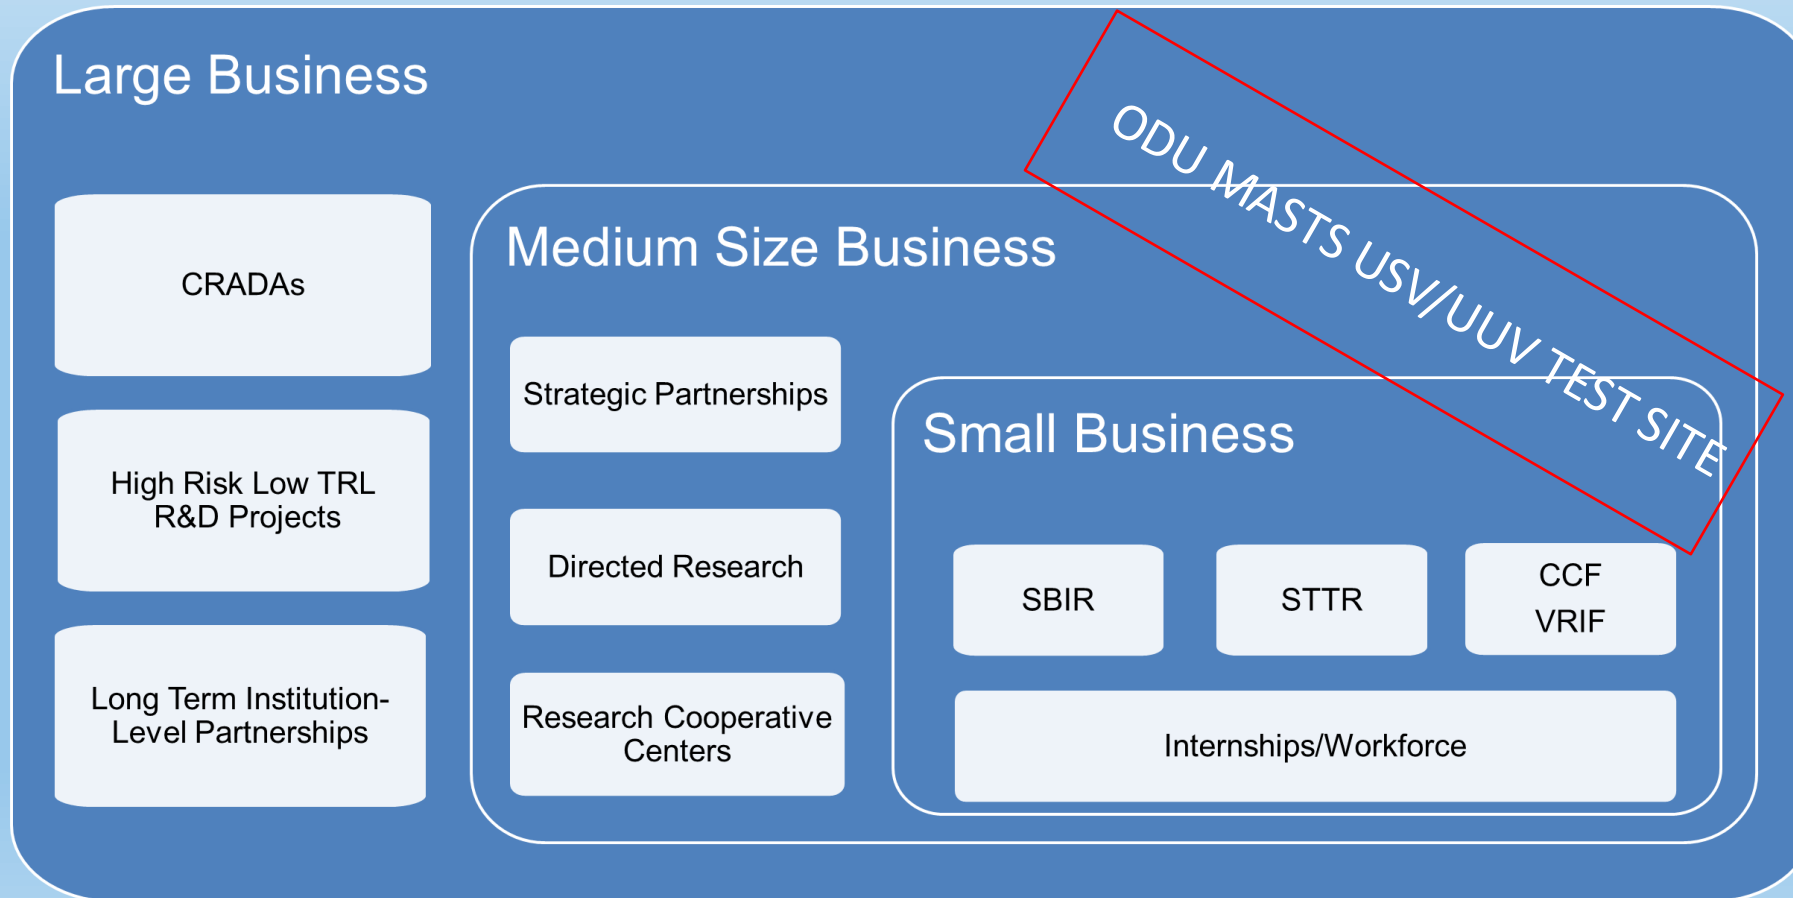 Large Business
ODU MASTS USV/UUV TEST SITE
CRADAs
High Risk Low TRL
R&D Projects
Long Term Institution-
Level Partnerships
Medium Size Business
Strategic Partnerships
Directed Research
Research Cooperative
Centers
Small Business
SBIR
STTR
CCF
VRIF
Internships/Workforce